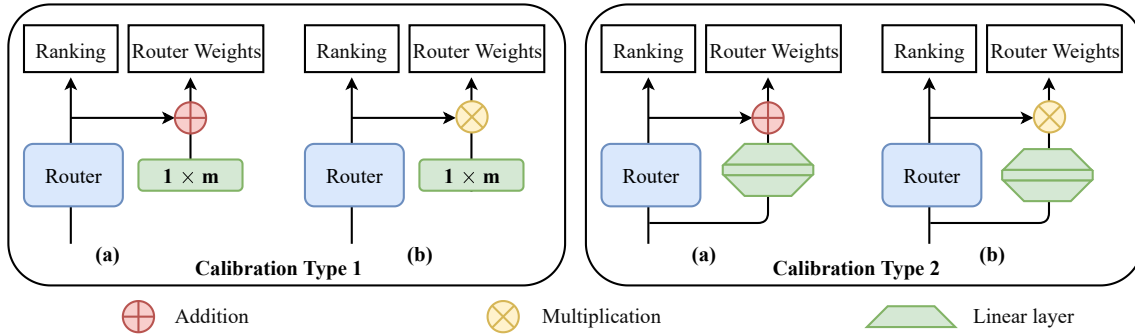 Ranking Router Weights Ranking Router Weights Ranking Router Weights Ranking Router Weights
Router 1 × m Router 1 × m Router Router
(a) (b) (a) (b)
Calibration Type 1 Calibration Type 2
Addition Multiplication Linear layer